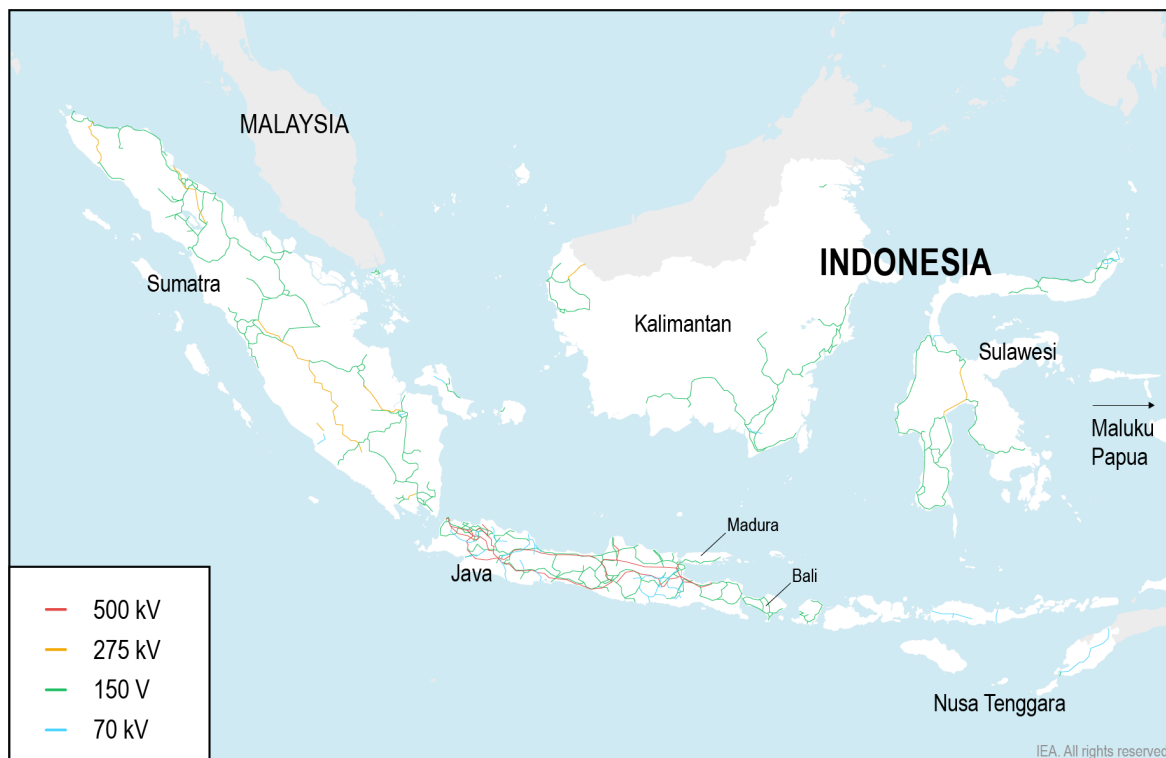 MALAYSIA
INDONESIA
Sumatra
Kalimantan
Sulawesi
Maluku
Papua
Madura
Java
Bali
Nusa Tenggara
500 kV
275 kV
150 V
70 kV
IEA. All rights reserved